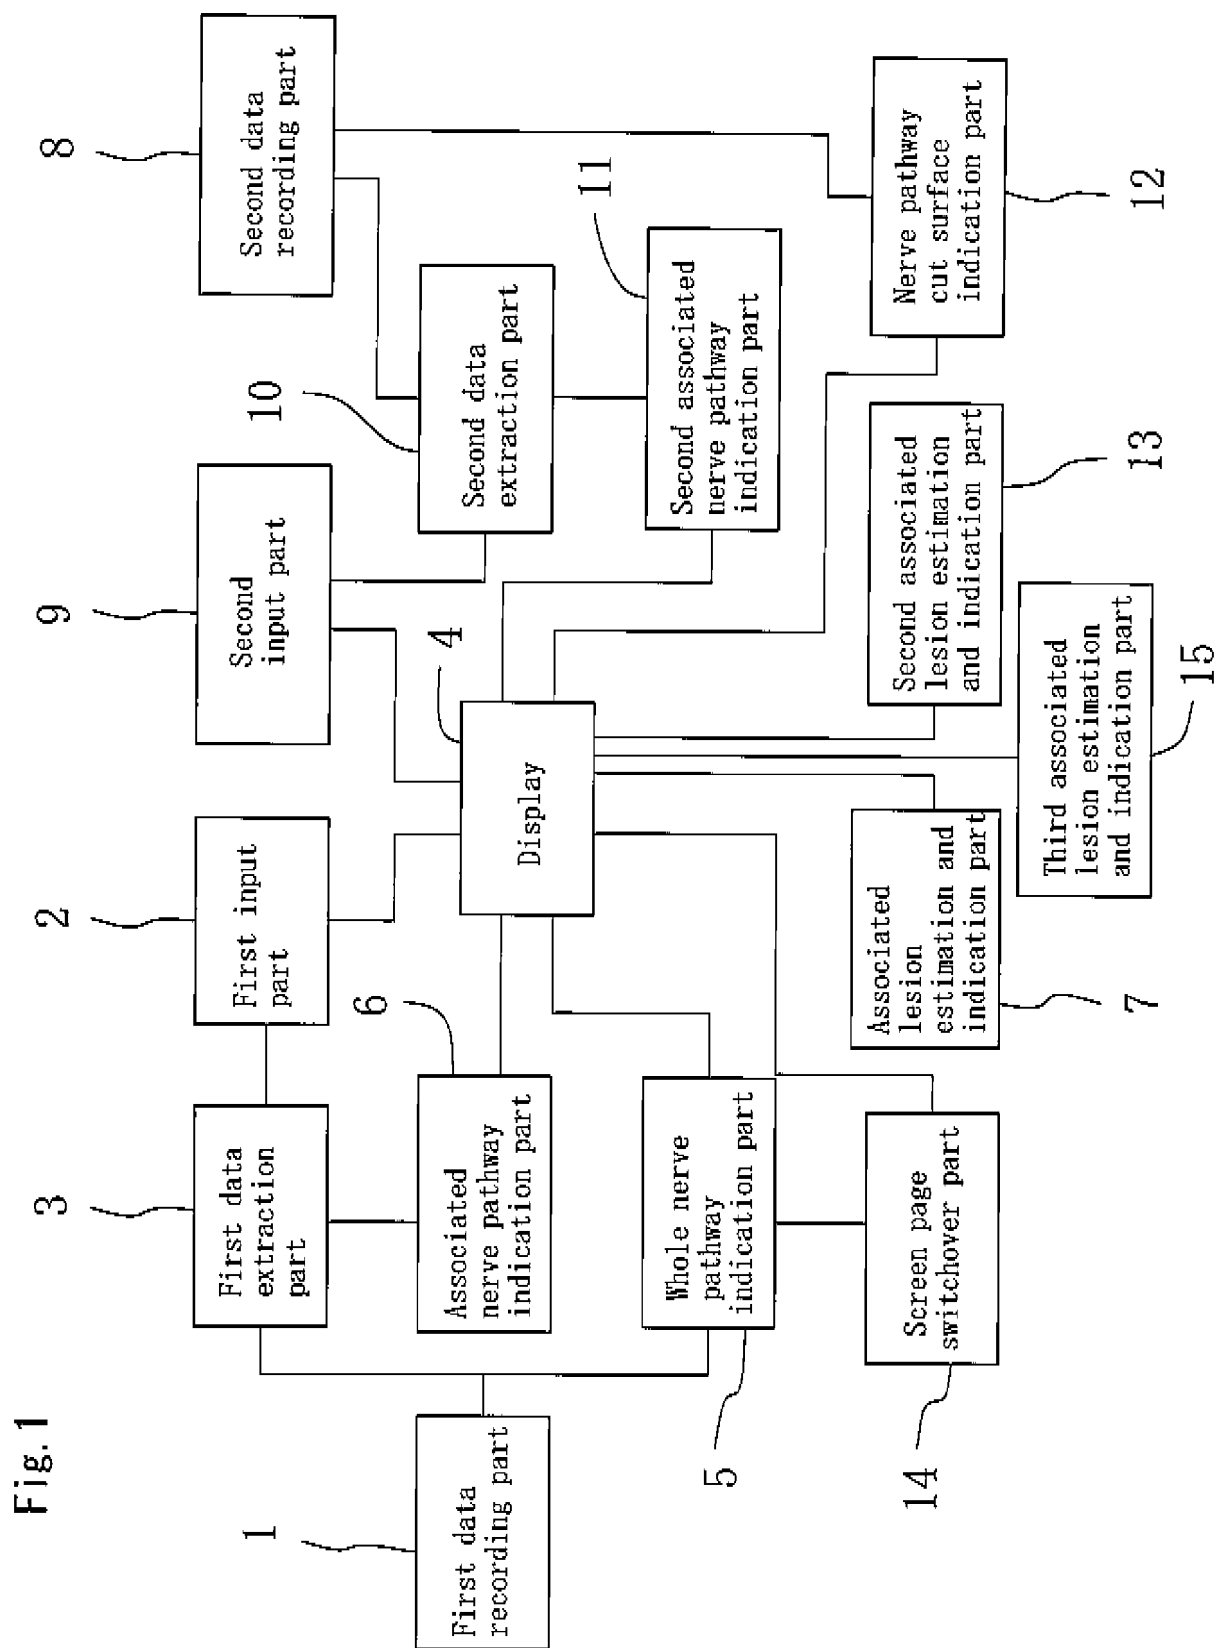 Fig.1
1
First data
recording part
3
First data
extraction
part
2
First input
part
9
Second
input part
8
Second data
recording part
6
Associated
nerve pathway
indication part
4
Display
10
Second data
extraction part
11
Second associated
nerve pathway
indication part
5
Whole nerve
pathway
indication part
14
Screen page
switchover part
7
Associated
lesion
estimation and
indication part
15
Third associated
lesion estimation
and indication part
13
Second associated
lesion estimation
and indication part
12
Nerve pathway
cut surface
indication part